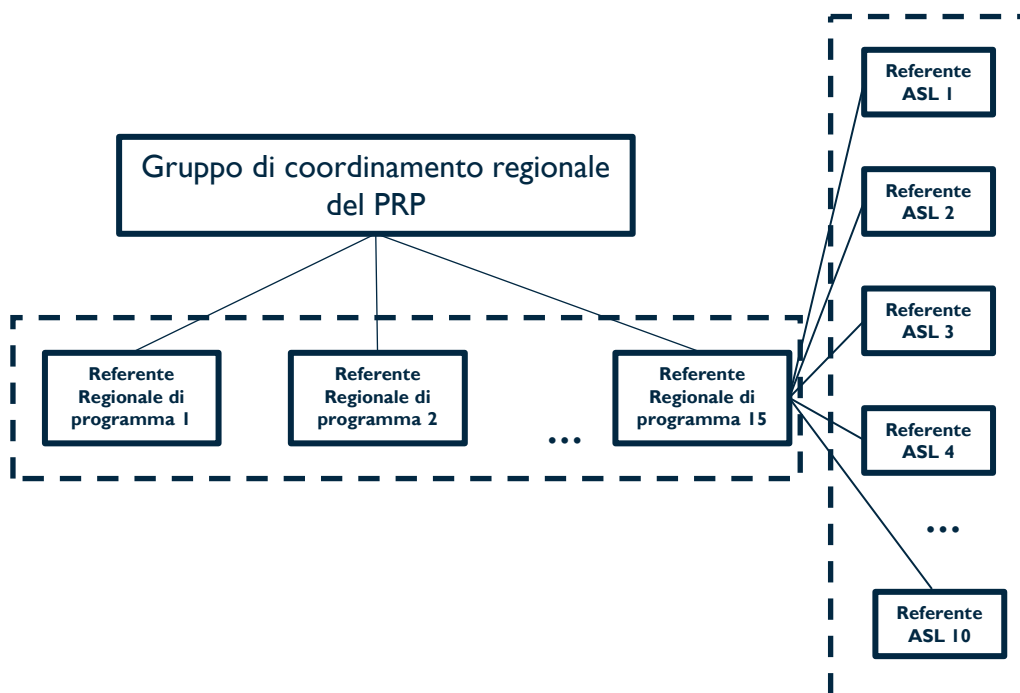 Gruppo di coordinamento regionale
del PRP
Referente
Regionale di
programma 1
Referente
Regionale di
programma 2
...
Referente
Regionale di
programma 15
Referente
ASL 1
Referente
ASL 2
Referente
ASL 3
Referente
ASL 4
...
Referente
ASL 10